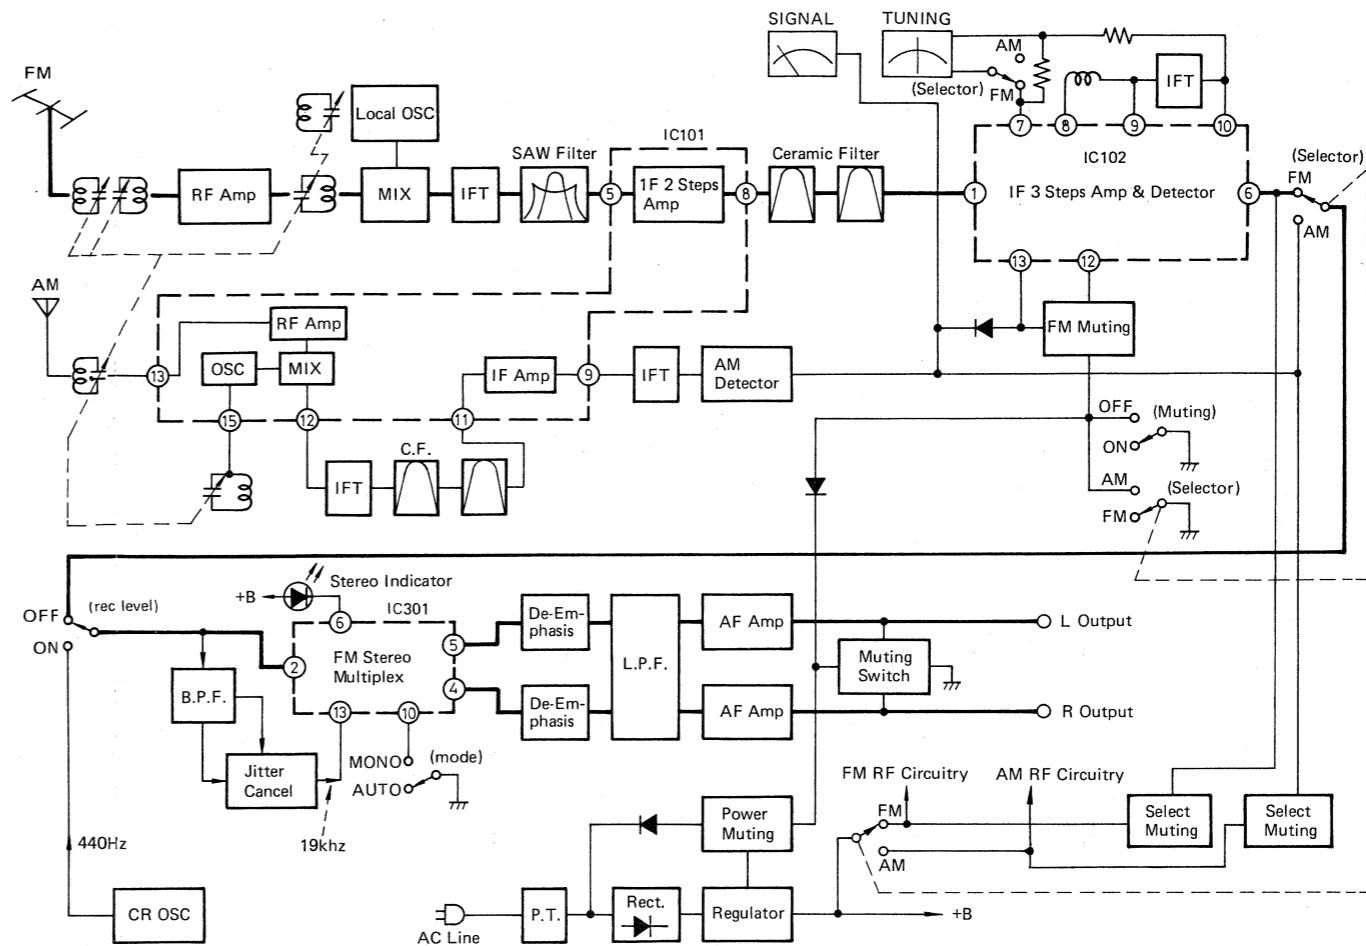 SIGNAL
TUNING
AM
(Selector)
FM
IFT
7
8
9
10
FM
Local OSC
RF Amp
MIX
IFT
SAW Filter
IC101
5
1F 2 Steps
Amp
8
Ceramic Filter
1
IC102
IF 3 Steps Amp & Detector
6
(Selector)
FM
AM
13
12
FM Muting
AM
13
RF Amp
OSC
MIX
IF Amp
9
IFT
AM
Detector
15
12
11
IFT
C.F.
OFF
(Muting)
ON
AM
(Selector)
FM
OFF
(rec level)
ON
+B
Stereo Indicator
6
IC301
2
FM Stereo
Multiplex
5
4
13
10
De-Em-
phasis
De-Em-
phasis
L.P.F.
AF Amp
AF Amp
Muting
Switch
L Output
R Output
B.P.F.
Jitter
Cancel
MONO
(mode)
AUTO
19khz
440Hz
CR OSC
AC Line
P.T.
Rect.
Regulator
Power
Muting
+B
FM RF Circuitry
AM RF Circuitry
FM
AM
Select
Muting
Select
Muting